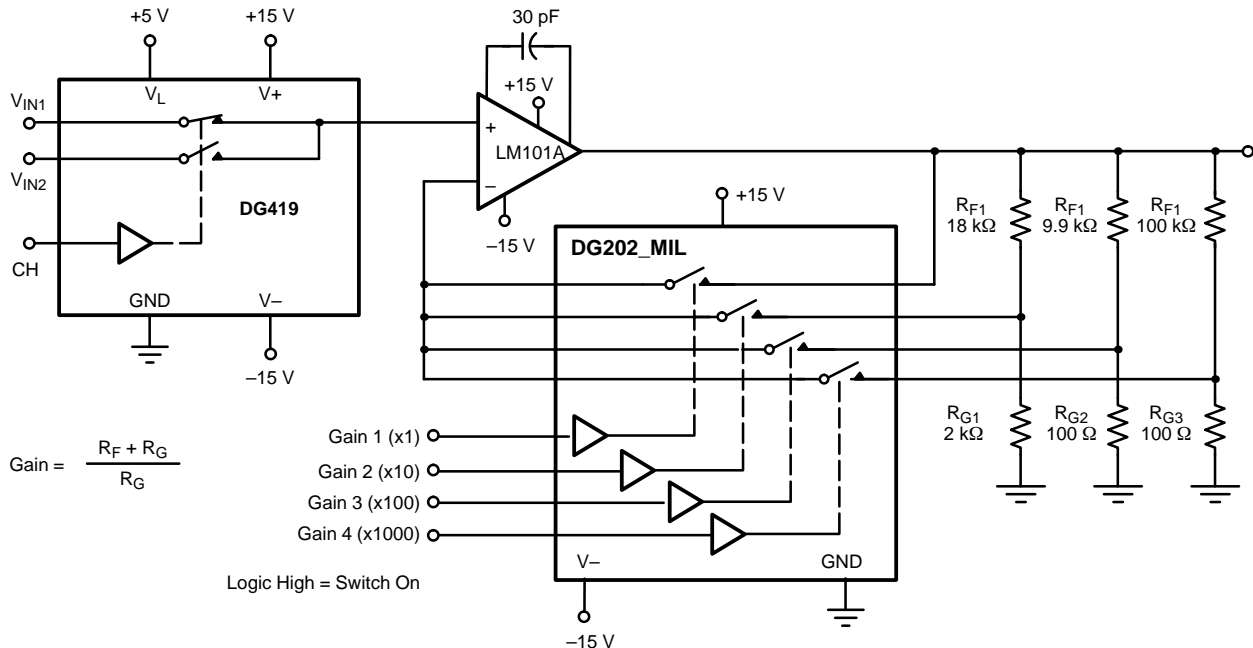 +5 V
+15 V
30 pF
V_IN1
V_L
V+
+15 V
+
LM101A
V_IN2
–
DG419
CH
+15 V
–15 V
DG202_MIL
GND
V–
–15 V
R_F1
18 kΩ
R_F1
9.9 kΩ
R_F1
100 kΩ
R_G1
2 kΩ
R_G2
100 Ω
R_G3
100 Ω
Gain 1 (x1)
Gain 2 (x10)
Gain 3 (x100)
Gain 4 (x1000)
Gain = R_F + R_G
R_G
V–
GND
Logic High = Switch On
–15 V